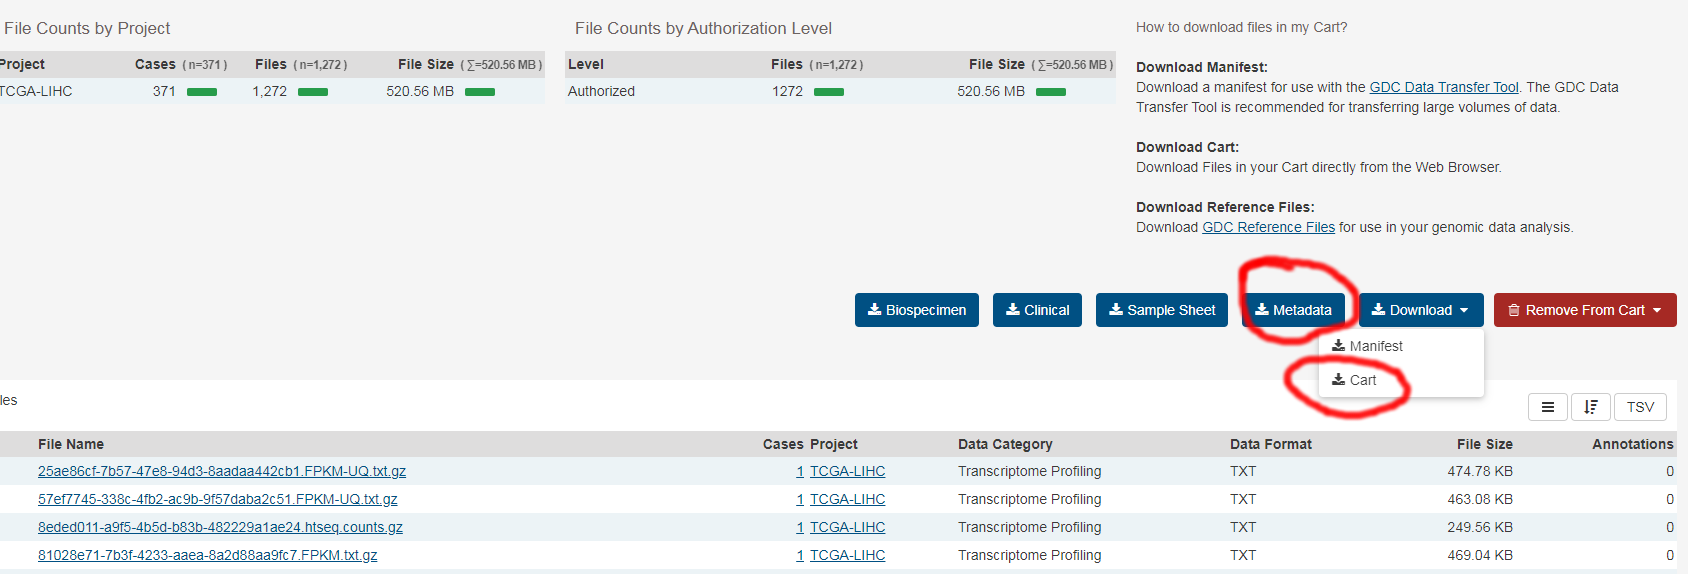 File Counts by Project
Project Cases (n=371) Files (n=1,272) File Size (∑=520.56 MB)
TCGA-LIHC 371 1,272 520.56 MB
File Counts by Authorization Level
Level Files (n=1,272) File Size (∑=520.56 MB)
Authorized 1272 520.56 MB
How to download files in my Cart?
Download Manifest:
Download a manifest for use with the GDC Data Transfer Tool. The GDC Data
Transfer Tool is recommended for transferring large volumes of data.
Download Cart:
Download Files in your Cart directly from the Web Browser.
Download Reference Files:
Download GDC Reference Files for use in your genomic data analysis.
Biospecimen Clinical Sample Sheet Metadata Download Remove From Cart
Manifest
Cart
les
TSV
File Name Cases Project Data Category Data Format File Size Annotations
25ae86cf-7b57-47e8-94d3-8aadaa442cb1.FPKM-UQ.txt.gz 1 TCGA-LIHC Transcriptome Profiling TXT 474.78 KB 0
57ef7745-338c-4fb2-ac9b-9f57daba2c51.FPKM-UQ.txt.gz 1 TCGA-LIHC Transcriptome Profiling TXT 463.08 KB 0
8eded011-a9f5-4b5d-b83b-482229a1ae24.htseq.counts.gz 1 TCGA-LIHC Transcriptome Profiling TXT 249.56 KB 0
81028e71-7b3f-4233-aaea-8a2d88aa9fc7.FPKM.txt.gz 1 TCGA-LIHC Transcriptome Profiling TXT 469.04 KB 0